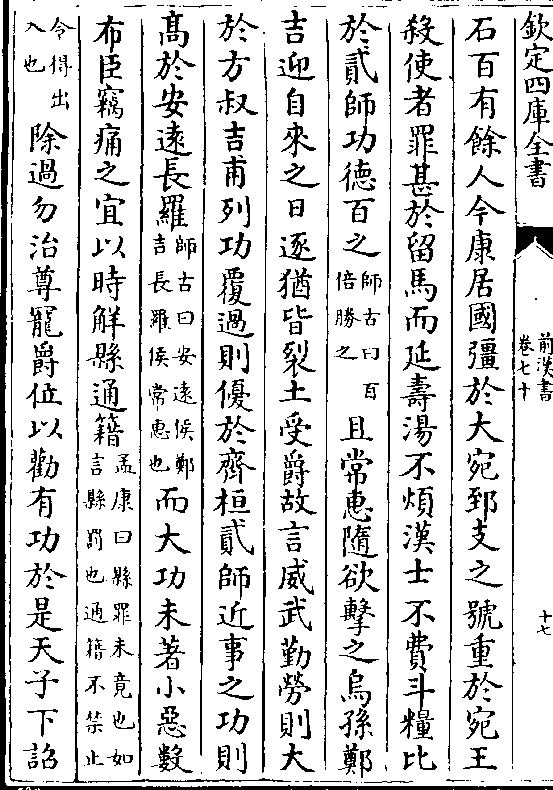 欽定四庫全書
前漢書
卷七十
十七
石百有餘人今康居國彊於大宛郅支之號重於宛王
殺使者罪甚於留馬而延壽湯不煩漢士不費斗糧比
於貳師功德百之師古曰百倍勝之且常惠隨欲擊之烏孫鄭
吉迎自來之日逐猶皆裂土受爵故言威武勤勞則大
於方叔吉甫列功覆過則優於齊桓貳師近事之功則
髙於安遠長羅師古曰安遠侯鄭吉長羅侯常惠也而大功未著小惡數
布臣竊痛之宜以時解縣通籍孟康曰縣罪未竟也如言縣罰也通籍不禁止
令得出入也除過勿治尊寵爵位以勸有功於是天子下詔